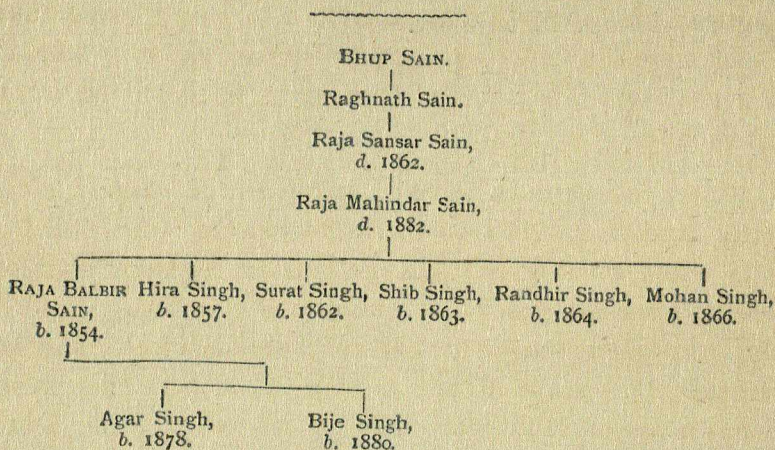 BHUP SAIN.
Raghnath Sain.
Raja Sansar Sain,
d. 1862.
Raja Mahindar Sain,
d. 1882.
RAJA BALBIR SAIN, b. 1854.
Hira Singh, b. 1857.
Surat Singh, b. 1862.
Shib Singh, b. 1863.
Randhir Singh, b. 1864.
Mohan Singh, b. 1866.
Agar Singh, b. 1878.
Bije Singh, b. 1880.